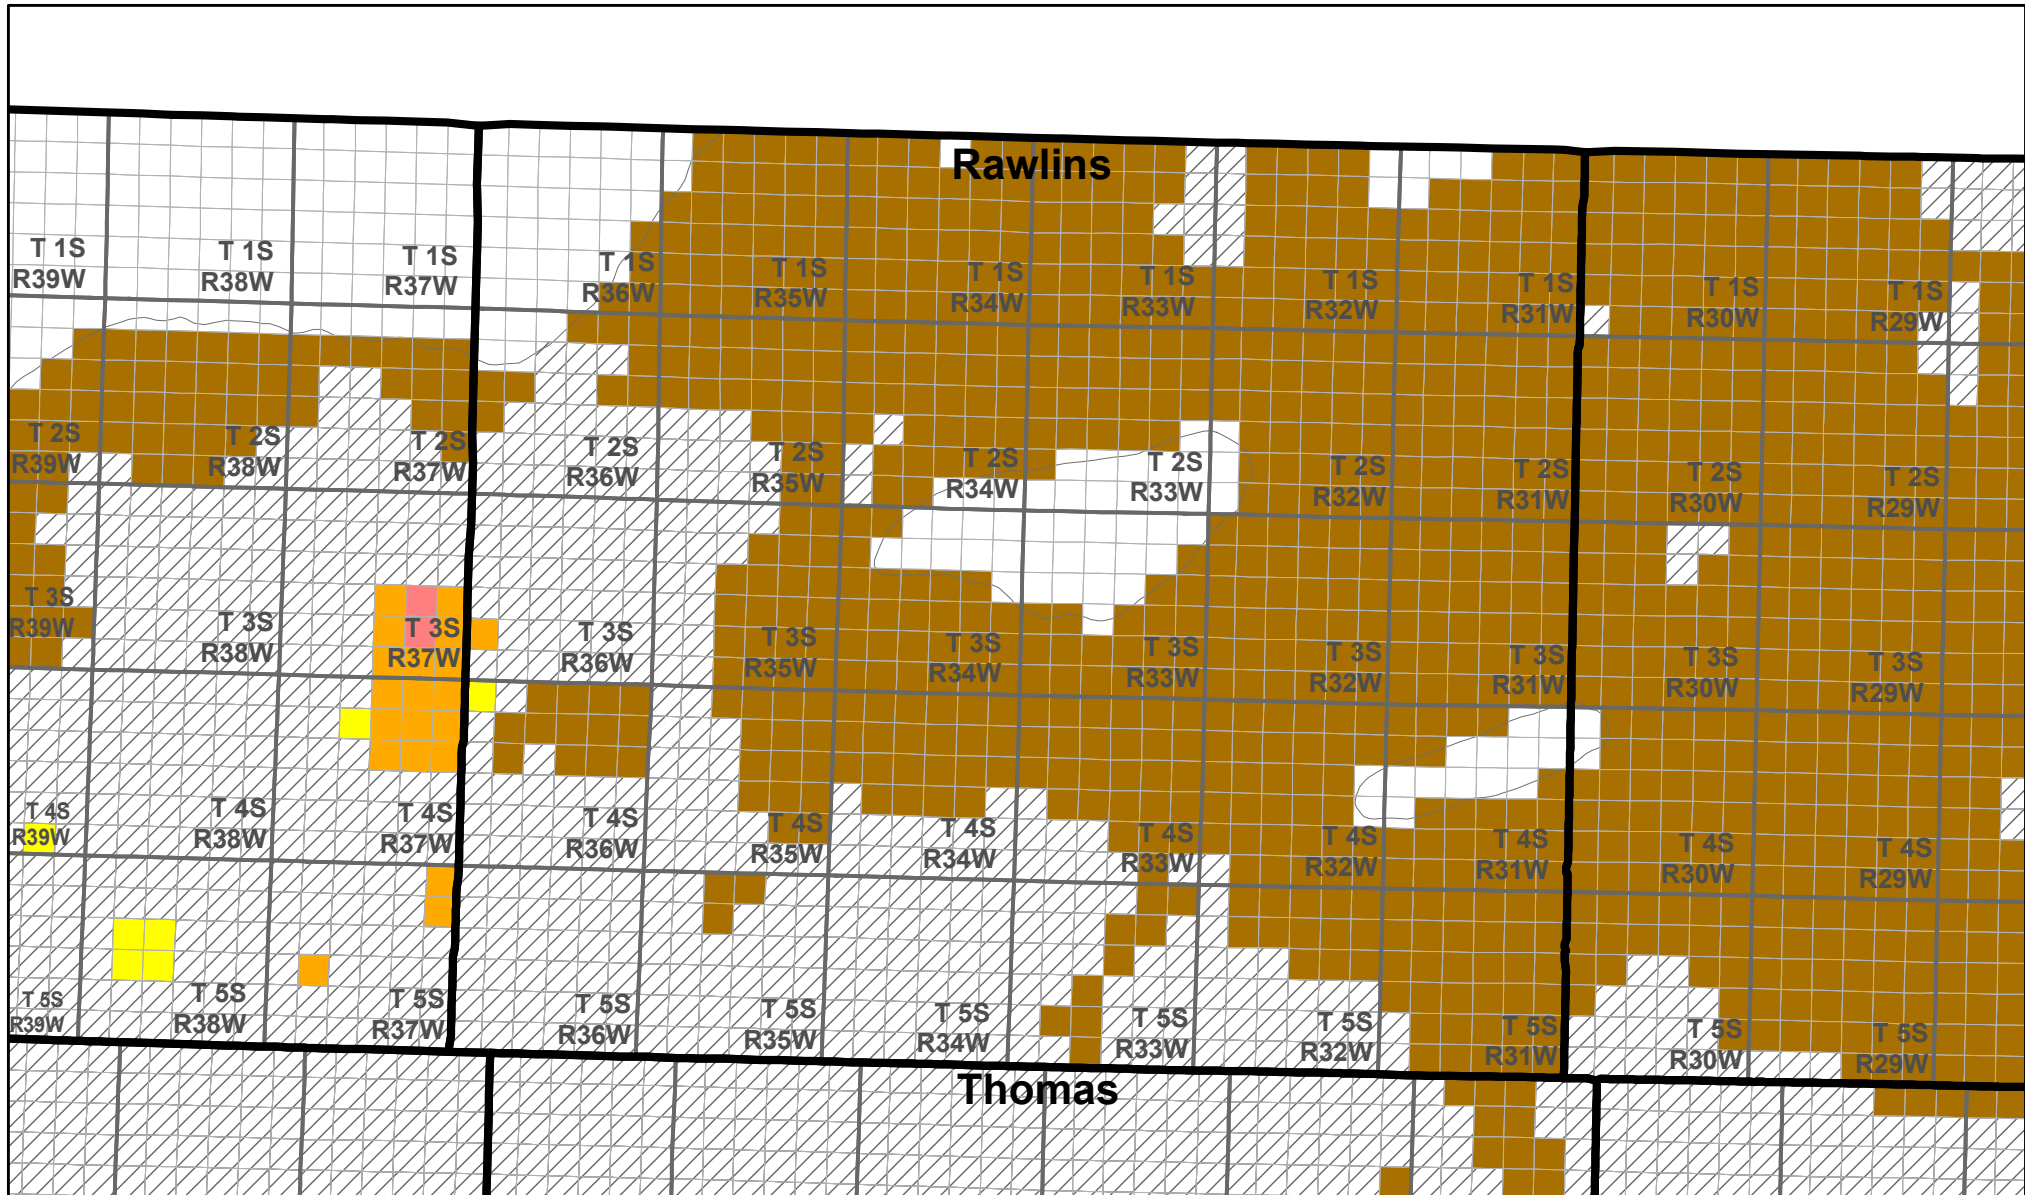 Rawlins
T 1S T 1S T 1S T 1S T 1S T 1S T 1S T 1S T 1S T 1S T 1S
R39W R38W R37W R36W R35W R34W R33W R32W R31W R30W R29W
T 2S T 2S T 2S T 2S T 2S T 2S T 2S T 2S T 2S T 2S T 2S
R39W R38W R37W R36W R35W R34W R33W R32W R31W R30W R29W
T 3S T 3S T 3S T 3S T 3S T 3S T 3S T 3S T 3S T 3S T 3S
R39W R38W R37W R36W R35W R34W R33W R32W R31W R30W R29W
T 4S T 4S T 4S T 4S T 4S T 4S T 4S T 4S T 4S T 4S T 4S
R39W R38W R37W R36W R35W R34W R33W R32W R31W R30W R29W
T 5S T 5S T 5S T 5S T 5S T 5S T 5S T 5S T 5S T 5S T 5S
R39W R38W R37W R36W R35W R34W R33W R32W R31W R30W R29W
Thomas